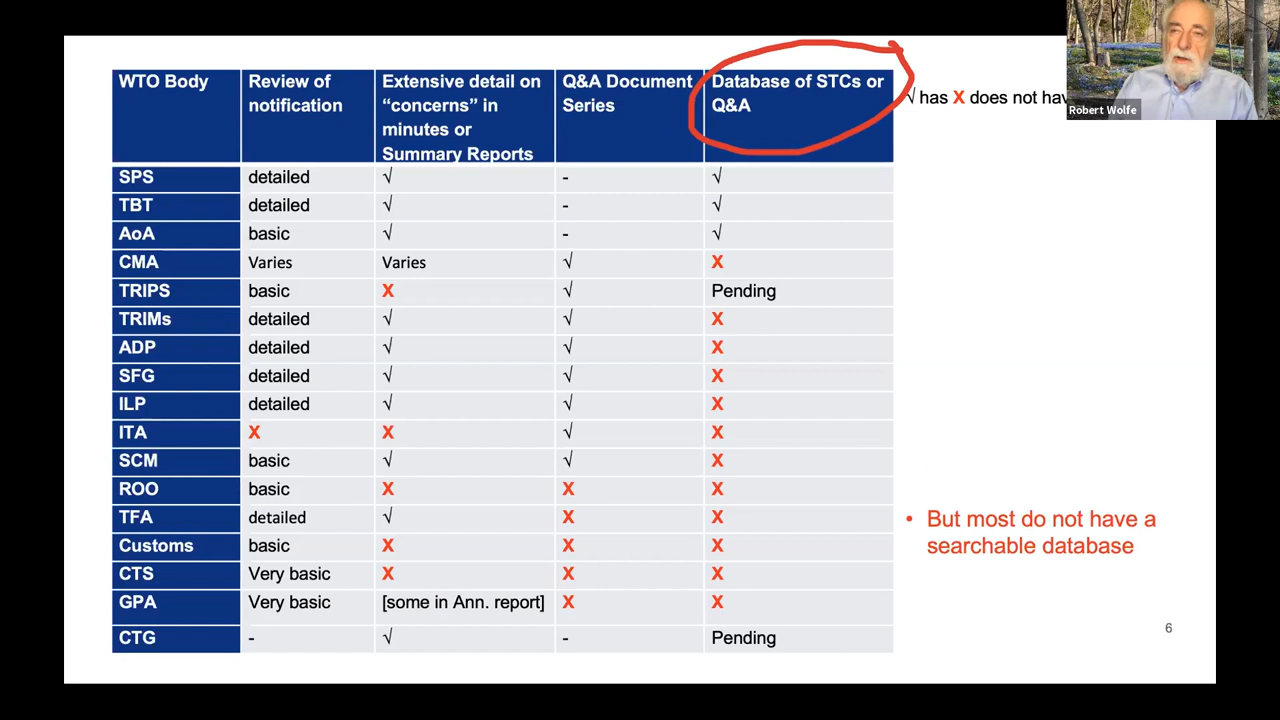 WTO Body | Review of notification | Extensive detail on “concerns” in minutes or Summary Reports | Q&A Document Series | Database of STCs or Q&A
SPS | detailed | √ | - | √
TBT | detailed | √ | - | √
AoA | basic | √ | - | √
CMA | Varies | Varies | √ | X
TRIPS | basic | X | √ | Pending
TRIMs | detailed | √ | √ | X
ADP | detailed | √ | √ | X
SFG | detailed | √ | √ | X
ILP | detailed | √ | √ | X
ITA | X | X | √ | X
SCM | basic | √ | √ | X
ROO | basic | X | X | X
TFA | detailed | √ | X | X
Customs | basic | X | X | X
CTS | Very basic | X | X | X
GPA | Very basic | [some in Ann. report] | X | X
CTG | - | √ | - | Pending
√ has X does not
Robert Wolfe
• But most do not have a
searchable database
6